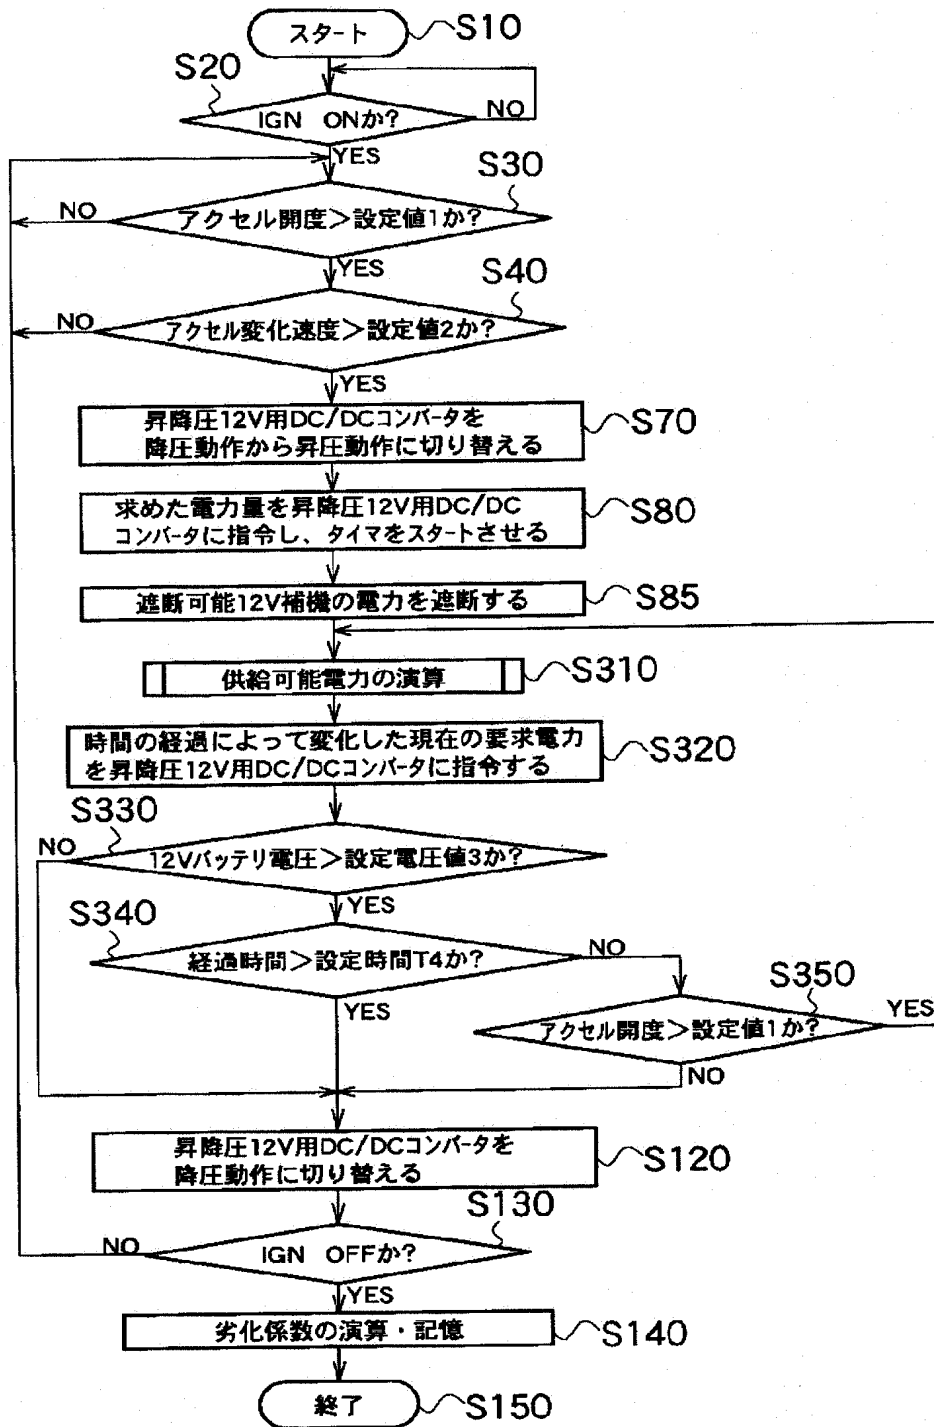 スタート
S10
S20
IGN ONか?
NO
YES
S30
NO
アクセル開度>設定値1か?
YES
S40
NO
アクセル変化速度>設定値2か?
YES
昇降圧12V用DC/DCコンバータを
降圧動作から昇圧動作に切り替える
S70
求めた電力量を昇降圧12V用DC/DC
コンバータに指令し、タイマをスタートさせる
S80
遮断可能12V補機の電力を遮断する
S85
供給可能電力の演算
S310
時間の経過によって変化した現在の要求電力
を昇降圧12V用DC/DCコンバータに指令する
S320
S330
NO
12Vバッテリ電圧>設定電圧値3か?
YES
S340
経過時間>設定時間T4か?
NO
YES
S350
アクセル開度>設定値1か?
YES
NO
昇降圧12V用DC/DCコンバータを
降圧動作に切り替える
S120
S130
NO
IGN OFFか?
YES
劣化係数の演算・記憶
S140
終了
S150